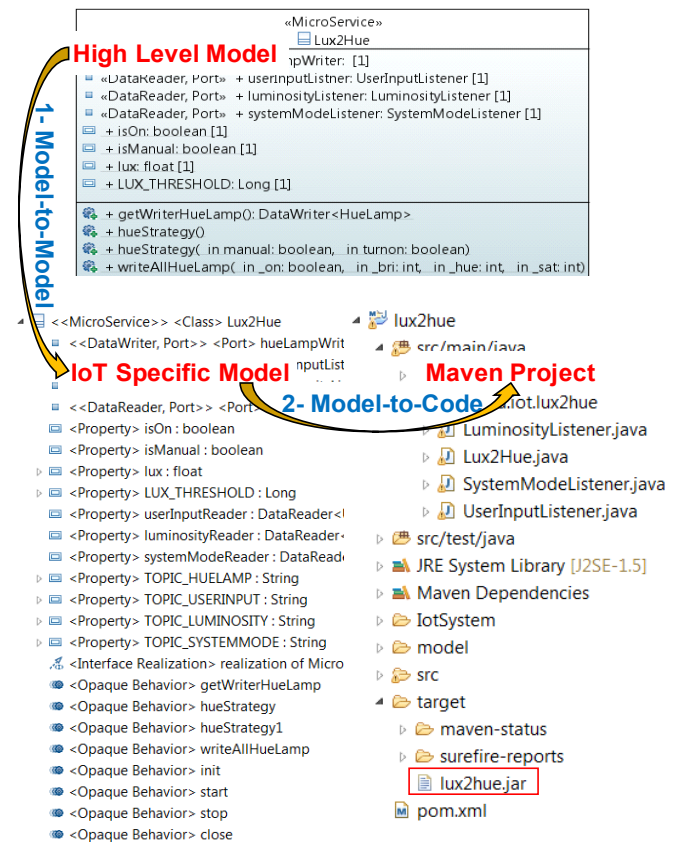 «MicroService»
Lux2Hue
High Level Model
mpWriter: [1]
«DataReader, Port» + userInputListner: UserInputListener [1]
«DataReader, Port» + luminosityListener: LuminosityListener [1]
«DataReader, Port» + systemModeListener: SystemModeListener [1]
+ isOn: boolean [1]
+ isManual: boolean [1]
+ lux: float [1]
+ LUX_THRESHOLD: Long [1]
+ getWriterHueLamp(): DataWriter<HueLamp>
+ hueStrategy()
+ hueStrategy( in manual: boolean, in turnon: boolean)
+ writeAllHueLamp( in _on: boolean, in _bri: int, in _hue: int, in _sat: int)
1- Model-to-Model
<<MicroService>> <Class> Lux2Hue
<<DataWriter, Port>> <Port> hueLampWrit
nputList
IoT Specific Model
<<DataReader, Port>> <Port>
<Property> isOn : boolean
<Property> isManual : boolean
<Property> lux : float
<Property> LUX_THRESHOLD : Long
<Property> userInputReader : DataReader<
<Property> luminosityReader : DataReader<
<Property> systemModeReader : DataReade
<Property> TOPIC_HUELAMP : String
<Property> TOPIC_USERINPUT : String
<Property> TOPIC_LUMINOSITY : String
<Property> TOPIC_SYSTEMMODE : String
<Interface Realization> realization of Micro
<Opaque Behavior> getWriterHueLamp
<Opaque Behavior> hueStrategy
<Opaque Behavior> hueStrategy1
<Opaque Behavior> writeAllHueLamp
<Opaque Behavior> init
<Opaque Behavior> start
<Opaque Behavior> stop
<Opaque Behavior> close
2- Model-to-Code
lux2hue
src/main/java
Maven Project
.iot.lux2hue
LuminosityListener.java
Lux2Hue.java
SystemModeListener.java
UserInputListener.java
src/test/java
JRE System Library [J2SE-1.5]
Maven Dependencies
IotSystem
model
src
target
maven-status
surefire-reports
lux2hue.jar
pom.xml